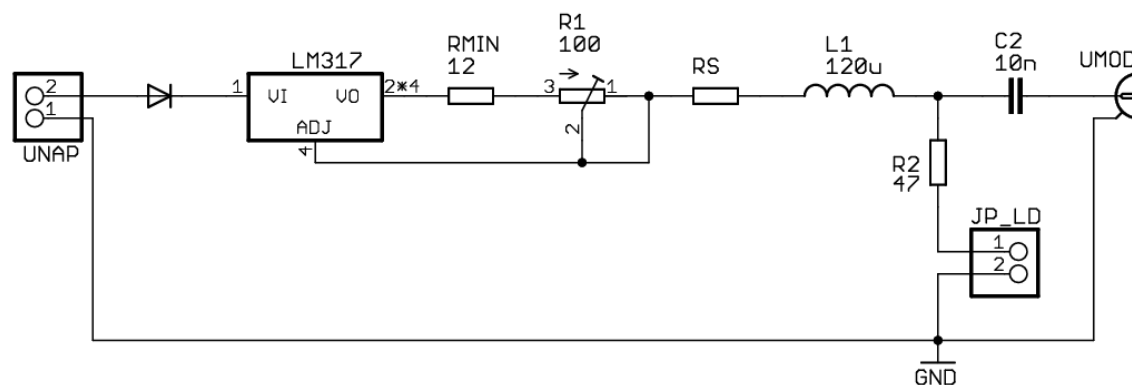 R1
100
LM317
RMIN
12
L1
120u
C2
10n
UMOD
RS
2
1
1
VI
VO
2*4
3
1
ADJ
2
4
UNAP
R2
47
JP_LD
1
2
GND